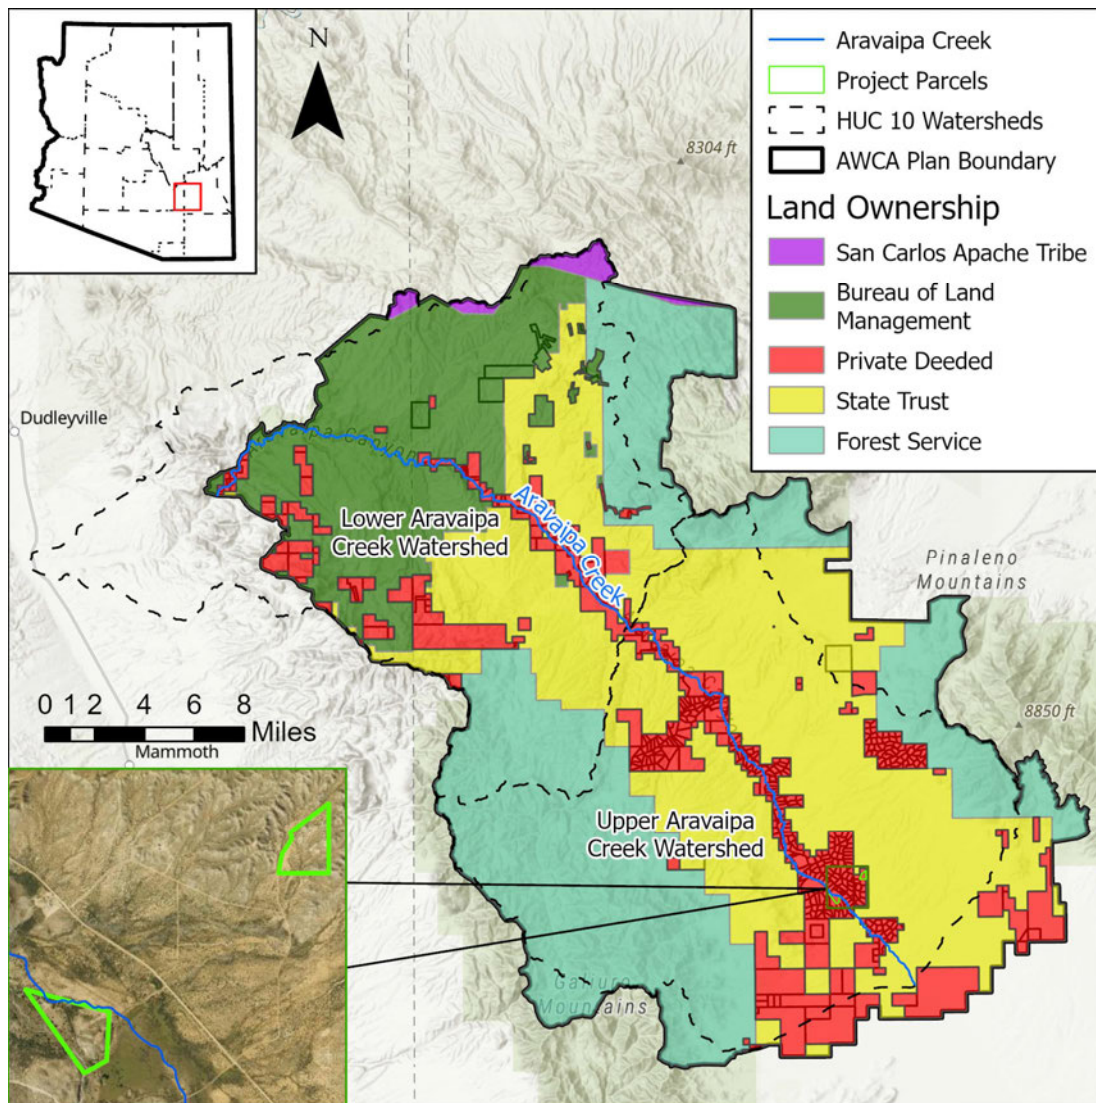 N
8304 ft
Aravaipa Creek
Project Parcels
HUC 10 Watersheds
AWCA Plan Boundary
Land Ownership
San Carlos Apache Tribe
Bureau of Land
Management
Private Deeded
State Trust
Forest Service
Dudleyville
Aravaipa Canyon
Aravaipa Creek
Lower Aravaipa
Creek Watershed
Pinaleno
Mountains
0 1 2 4 6 8
Miles
8850 ft
Mammoth
Upper Aravaipa
Creek Watershed
Galiuro
Mountains